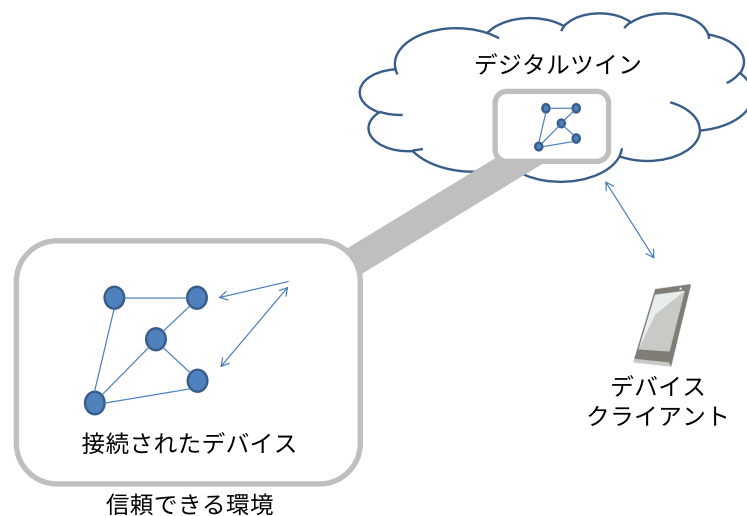 デジタルツイン
デバイス
クライアント
接続されたデバイス
信頼できる環境